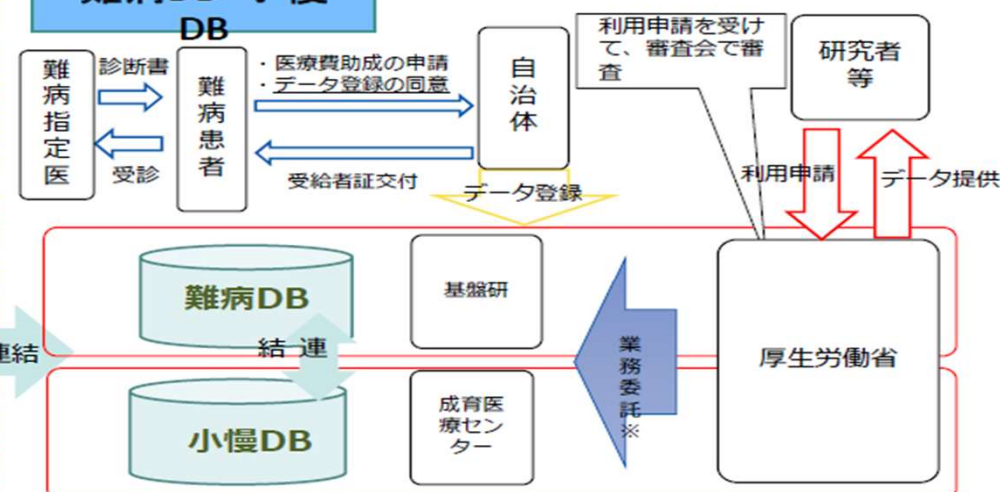 DB
難病指定医
診断書
受診
難病患者
・医療費助成の申請
・データ登録の同意
受給者証交付
自治体
データ登録
利用申請を受け
て、審査会で審
査
研究者
等
利用申請
データ提供
難病DB
基盤研
連結
結 連
業務委託※
厚生労働省
小慢DB
成育医
療セン
ター